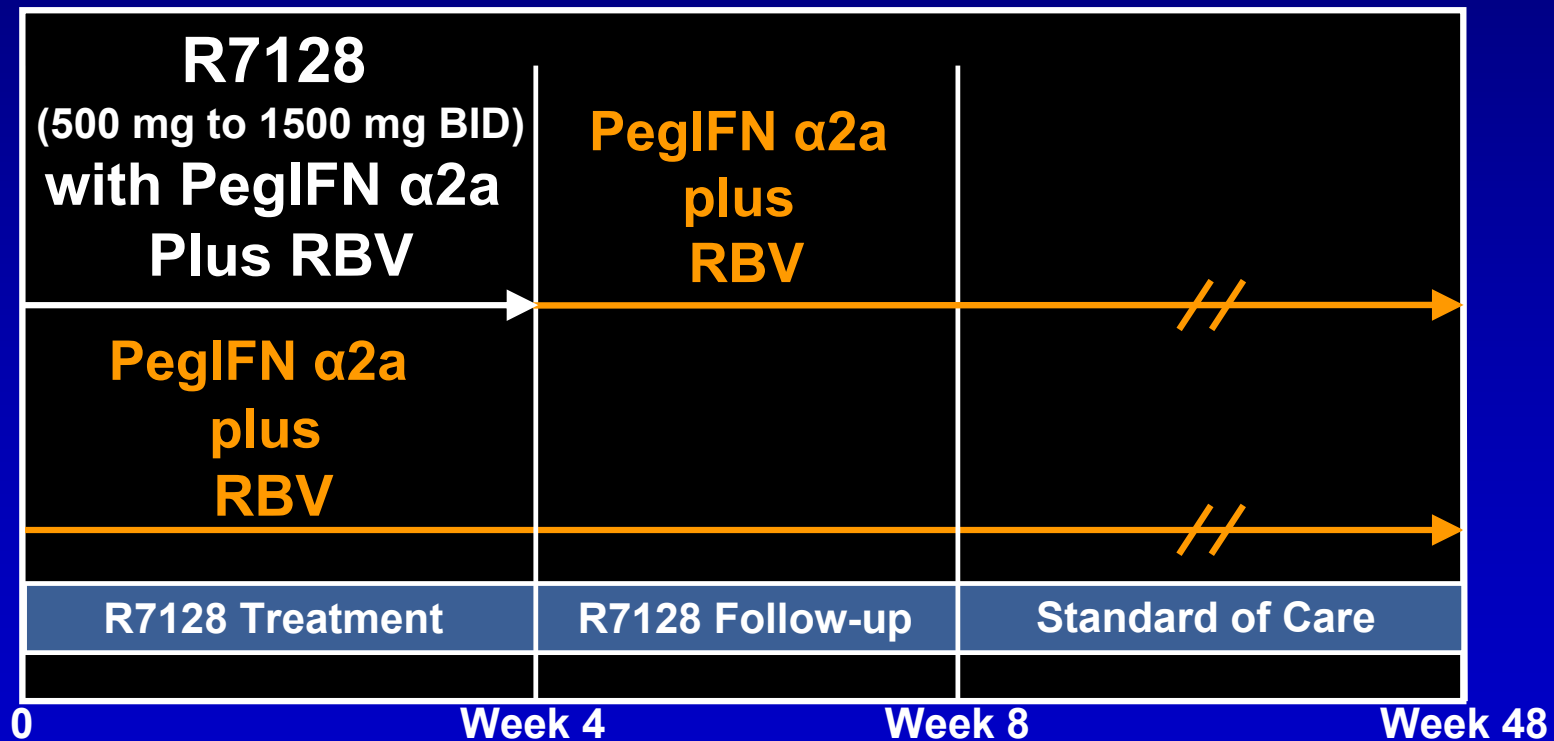 R7128
(500 mg to 1500 mg BID)
with PegIFN α2a
Plus RBV
PegIFN α2a
plus
RBV
PegIFN α2a
plus
RBV
R7128 Treatment
R7128 Follow-up
Standard of Care
0
Week 4
Week 8
Week 48